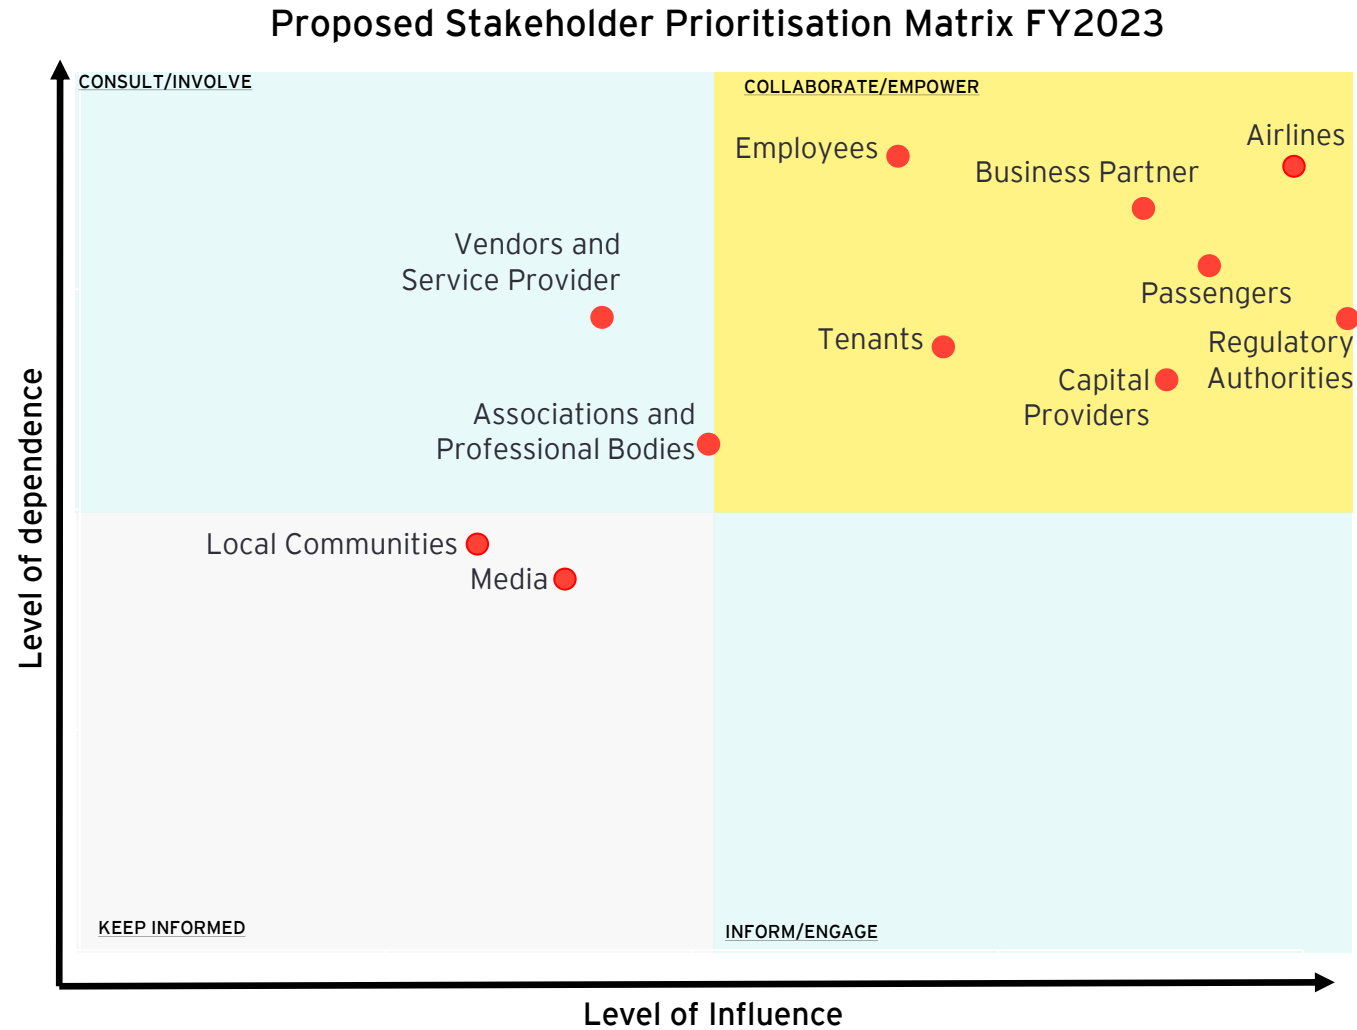 Proposed Stakeholder Prioritisation Matrix FY2023
CONSULT/INVOLVE
COLLABORATE/EMPOWER
Employees
Business Partner
Airlines
Vendors and
Service Provider
Passengers
Tenants
Regulatory
Authorities
Capital
Providers
Associations and
Professional Bodies
Local Communities
Media
Level of dependence
KEEP INFORMED
INFORM/ENGAGE
Level of Influence